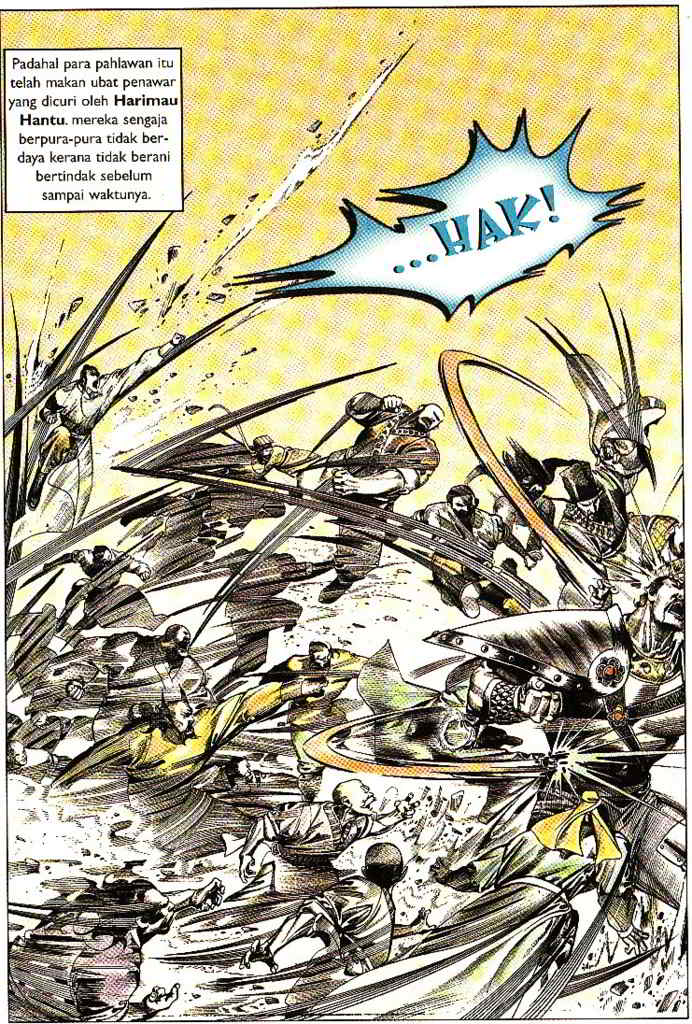 Padahal para pahlawan itu
telah makan ubat penawar
yang dicuri oleh Harimau
Hantu. mereka sengaja
berpura-pura tidak ber-
daya kerana tidak berani
bertindak sebelum
sampai waktunya.
...HAK!